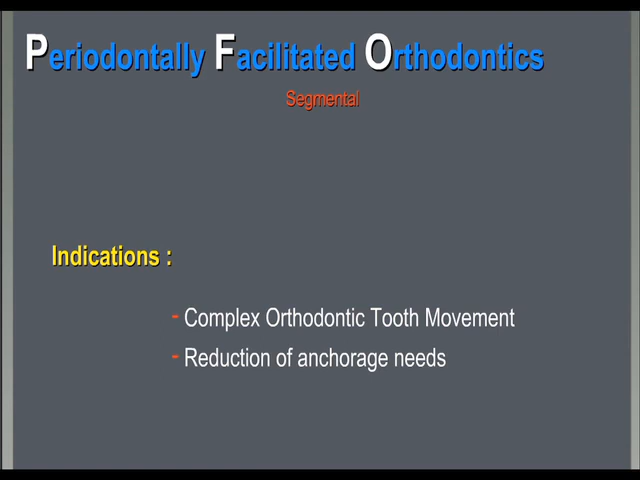 Periodontally Facilitated Orthodontics
Segmental
Indications :
- Complex Orthodontic Tooth Movement
- Reduction of anchorage needs